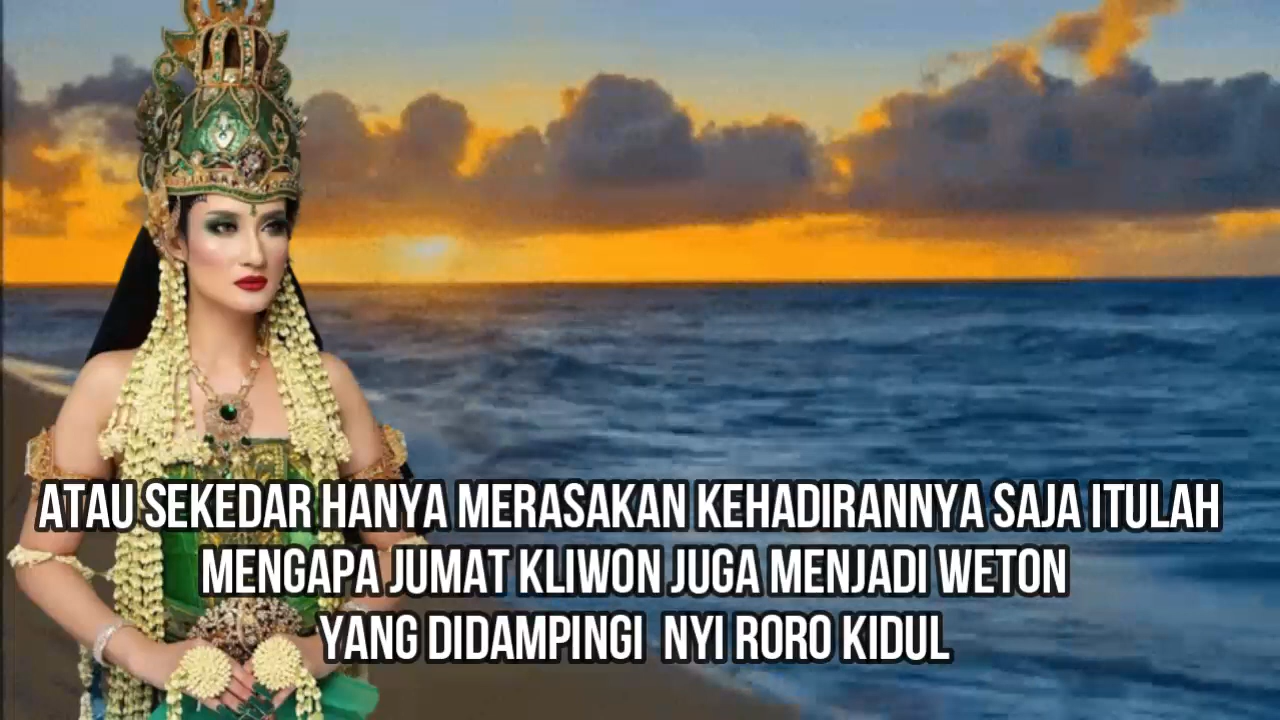 ATAU SEKEDAR HANYA MERASAKAN KEHADIRANNYA SAJA ITULAH
MENGAPA JUMAT KLIWON JUGA MENJADI WETON
YANG DIDAMPINGI NYI RORO KIDUL